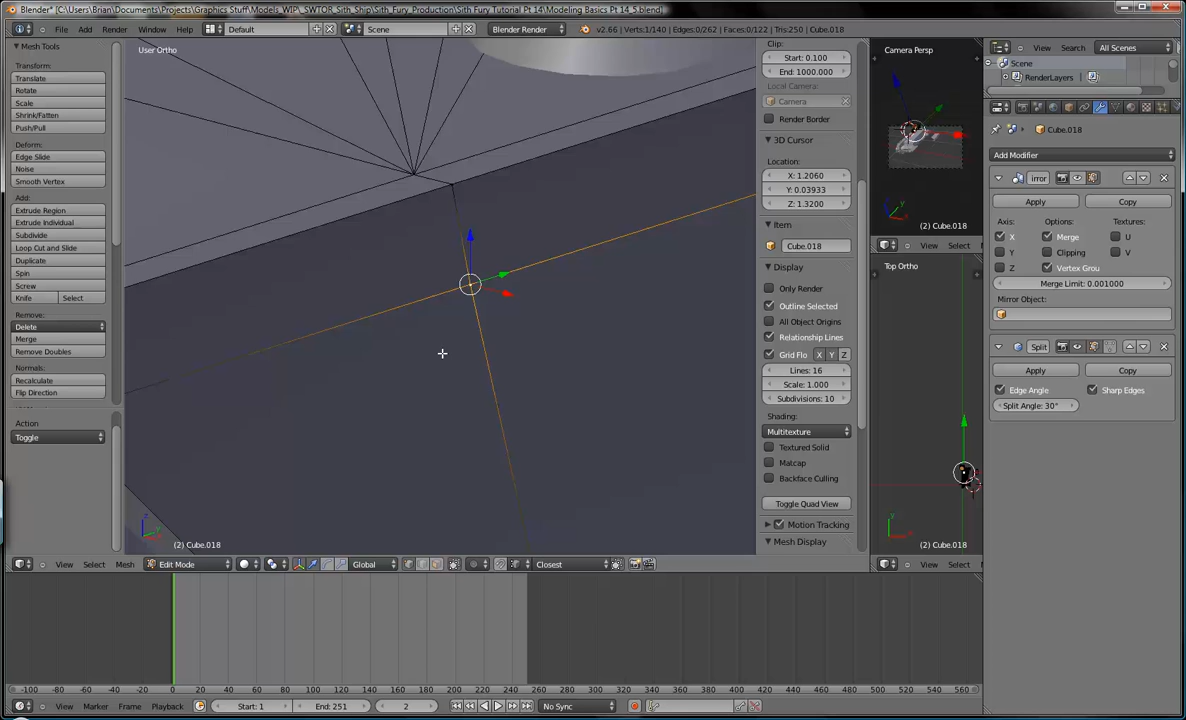 Blender* [C:\Users\Brian\Documents\Projects\Graphics Stuff\Models_WIP\_SWTOR_Sith_Ship\Sith_Fury_Production\Sith Fury Tutorial Pt 14\Modeling Basics Pt 14_5.blend]
File Add Render Window Help Default Scene Blender Render v2.66 | Verts:1/140 | Edges:0/262 | Faces:0/122 | Tris:250 | Cube.018
Mesh Tools
Transform:
Translate
Rotate
Scale
Shrink/Fatten
Push/Pull
Deform:
Edge Slide
Noise
Smooth Vertex
Add:
Extrude Region
Extrude Individual
Subdivide
Loop Cut and Slide
Duplicate
Spin
Screw
Knife Select
Remove:
Delete
Merge
Remove Doubles
Normals:
Recalculate
Flip Direction
Action
Toggle
User Ortho
(2) Cube.018
Clip:
Start: 0.100
End: 1000.000
Local Camera:
Camera
Render Border
3D Cursor
Location:
X: 1.2060
Y: 0.03933
Z: 1.3200
Item
Cube.018
Display
Only Render
Outline Selected
All Object Origins
Relationship Lines
Grid Flo X Y Z
Lines: 16
Scale: 1.000
Subdivisions: 10
Shading:
Multitexture
Textured Solid
Matcap
Backface Culling
Toggle Quad View
Motion Tracking
Mesh Display
Camera Persp
(2) Cube.018
View Select
Top Ortho
(2) Cube.018
View Select
View Search All Scenes
Scene
RenderLayers
Cube.018
Add Modifier
irror
Apply Copy
Axis: Options: Textures:
X Merge U
Y Clipping V
Z Vertex Grou
Merge Limit: 0.001000
Mirror Object:
Split
Apply Copy
Edge Angle Sharp Edges
Split Angle: 30°
View Select Mesh Edit Mode Global Closest
-100 -80 -60 -40 -20 0 20 40 60 80 100 120 140 160 180 200 220 240 260 280 300 320 340 360 380 400 420 440 460 480 500 520 540 560
View Marker Frame Playback Start: 1 End: 251 2 No Sync